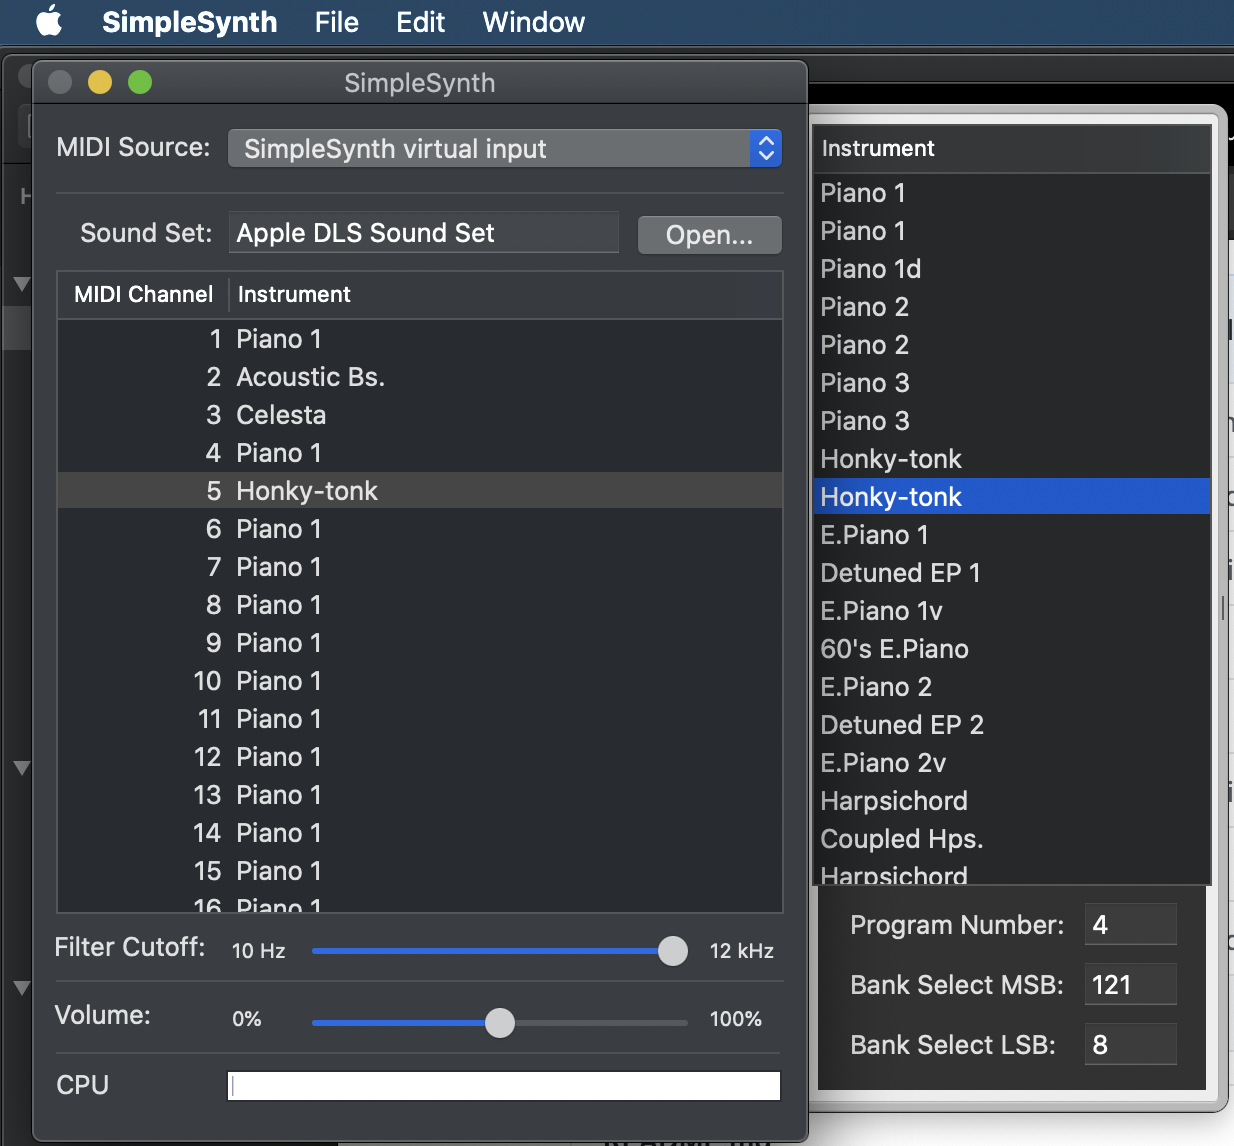 SimpleSynth File Edit Window
SimpleSynth
MIDI Source: SimpleSynth virtual input
Sound Set: Apple DLS Sound Set Open...
MIDI Channel Instrument
1 Piano 1
2 Acoustic Bs.
3 Celesta
4 Piano 1
5 Honky-tonk
6 Piano 1
7 Piano 1
8 Piano 1
9 Piano 1
10 Piano 1
11 Piano 1
12 Piano 1
13 Piano 1
14 Piano 1
15 Piano 1
16 Piano 1
Filter Cutoff: 10 Hz 12 kHz
Volume: 0% 100%
CPU
Instrument
Piano 1
Piano 1
Piano 1d
Piano 2
Piano 2
Piano 3
Piano 3
Honky-tonk
Honky-tonk
E.Piano 1
Detuned EP 1
E.Piano 1v
60's E.Piano
E.Piano 2
Detuned EP 2
E.Piano 2v
Harpsichord
Coupled Hps.
Harpsichord
Program Number: 4
Bank Select MSB: 121
Bank Select LSB: 8